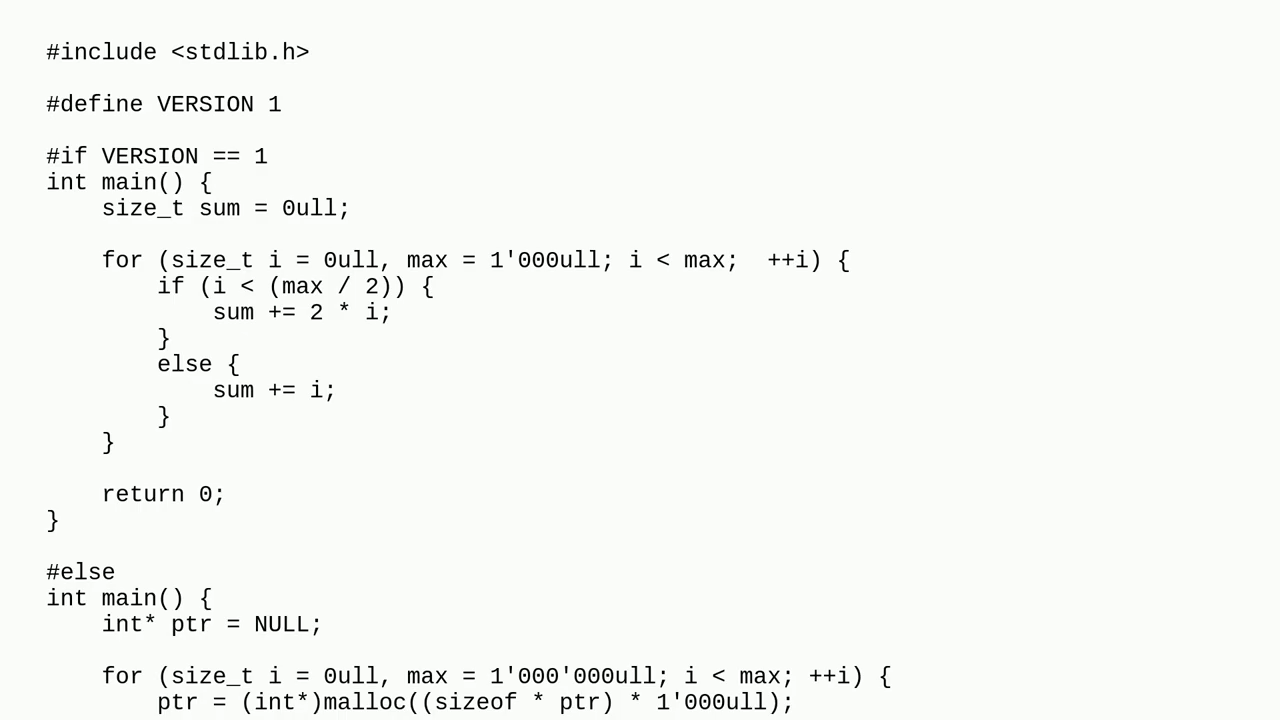 #include <stdlib.h>

#define VERSION 1

#if VERSION == 1
int main() {
    size_t sum = 0ull;

    for (size_t i = 0ull, max = 1'000ull; i < max;  ++i) {
        if (i < (max / 2)) {
            sum += 2 * i;
        }
        else {
            sum += i;
        }
    }

    return 0;
}

#else
int main() {
    int* ptr = NULL;

    for (size_t i = 0ull, max = 1'000'000ull; i < max; ++i) {
        ptr = (int*)malloc((sizeof * ptr) * 1'000ull);